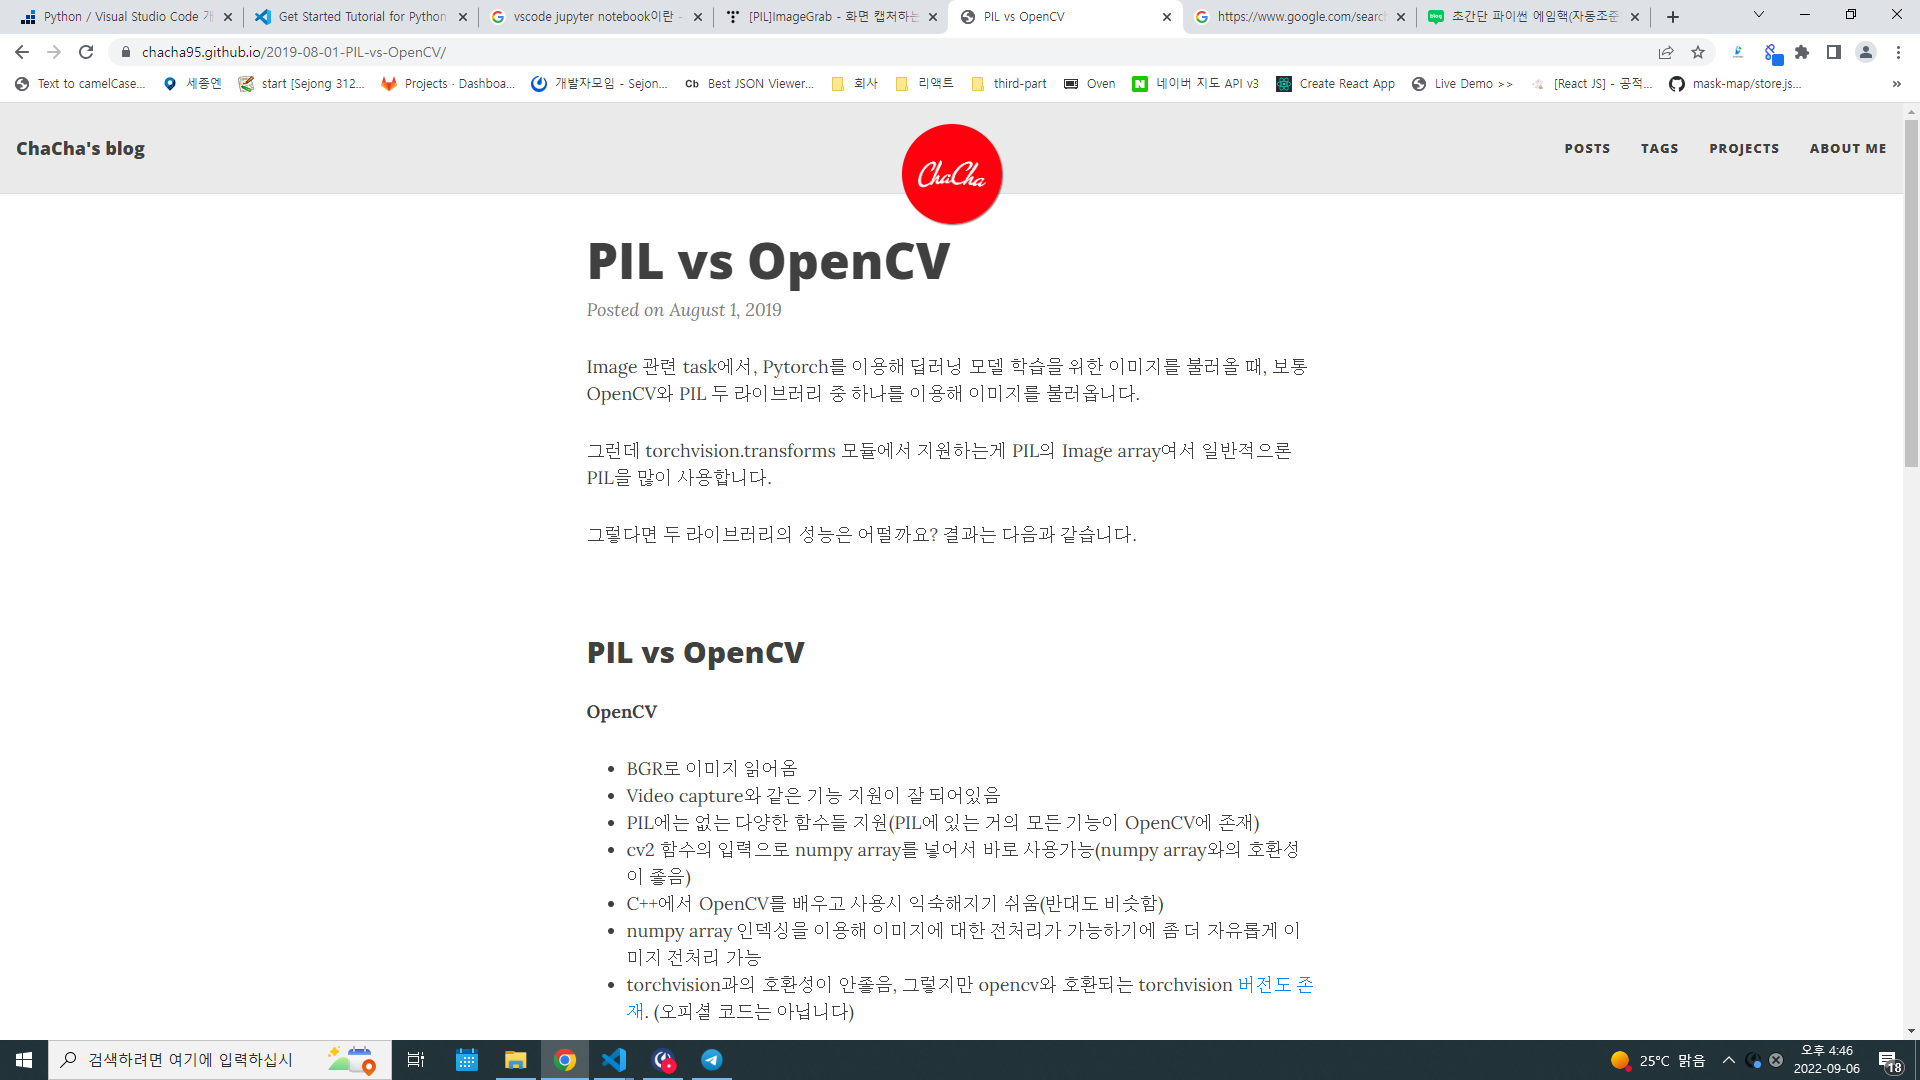 Python / Visual Studio Code 개
Get Started Tutorial for Python
vscode jupyter notebook이란 -
[PIL]ImageGrab - 화면 캡처하는
PIL vs OpenCV
https://www.google.com/search
초간단 파이썬 에임핵(자동조준
chacha95.github.io/2019-08-01-PIL-vs-OpenCV/
Text to camelCase...
세종엔
start [Sejong 312...
Projects · Dashboa...
개발자모임 - Sejon...
Cb Best JSON Viewer...
회사
리액트
third-part
Oven
N 네이버 지도 API v3
Create React App
Live Demo >>
[React JS] - 공적...
mask-map/store.js...
»
ChaCha's blog
ChaCha
POSTS
TAGS
PROJECTS
ABOUT ME
PIL vs OpenCV
Posted on August 1, 2019
Image 관련 task에서, Pytorch를 이용해 딥러닝 모델 학습을 위한 이미지를 불러올 때, 보통
OpenCV와 PIL 두 라이브러리 중 하나를 이용해 이미지를 불러옵니다.
그런데 torchvision.transforms 모듈에서 지원하는게 PIL의 Image array여서 일반적으론
PIL을 많이 사용합니다.
그렇다면 두 라이브러리의 성능은 어떨까요? 결과는 다음과 같습니다.
PIL vs OpenCV
OpenCV
• BGR로 이미지 읽어옴
• Video capture와 같은 기능 지원이 잘 되어있음
• PIL에는 없는 다양한 함수들 지원(PIL에 있는 거의 모든 기능이 OpenCV에 존재)
• cv2 함수의 입력으로 numpy array를 넣어서 바로 사용가능(numpy array와의 호환성
이 좋음)
• C++에서 OpenCV를 배우고 사용시 익숙해지기 쉬움(반대도 비슷함)
• numpy array 인덱싱을 이용해 이미지에 대한 전처리가 가능하기에 좀 더 자유롭게 이
미지 전처리 가능
• torchvision과의 호환성이 안좋음, 그렇지만 opencv와 호환되는 torchvision 버전도 존
재. (오피셜 코드는 아닙니다)
검색하려면 여기에 입력하십시
25°C 맑음
오후 4:46
2022-09-06
18